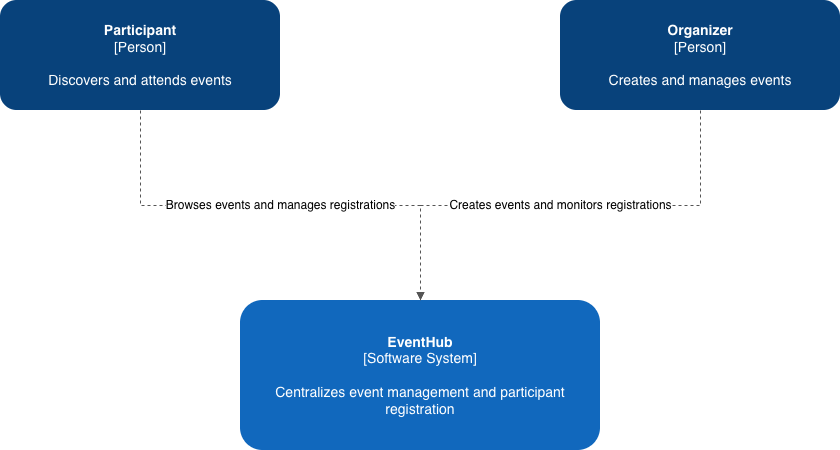 Participant
[Person]
Discovers and attends events
Organizer
[Person]
Creates and manages events
Browses events and manages registrations
Creates events and monitors registrations
EventHub
[Software System]
Centralizes event management and participant
registration